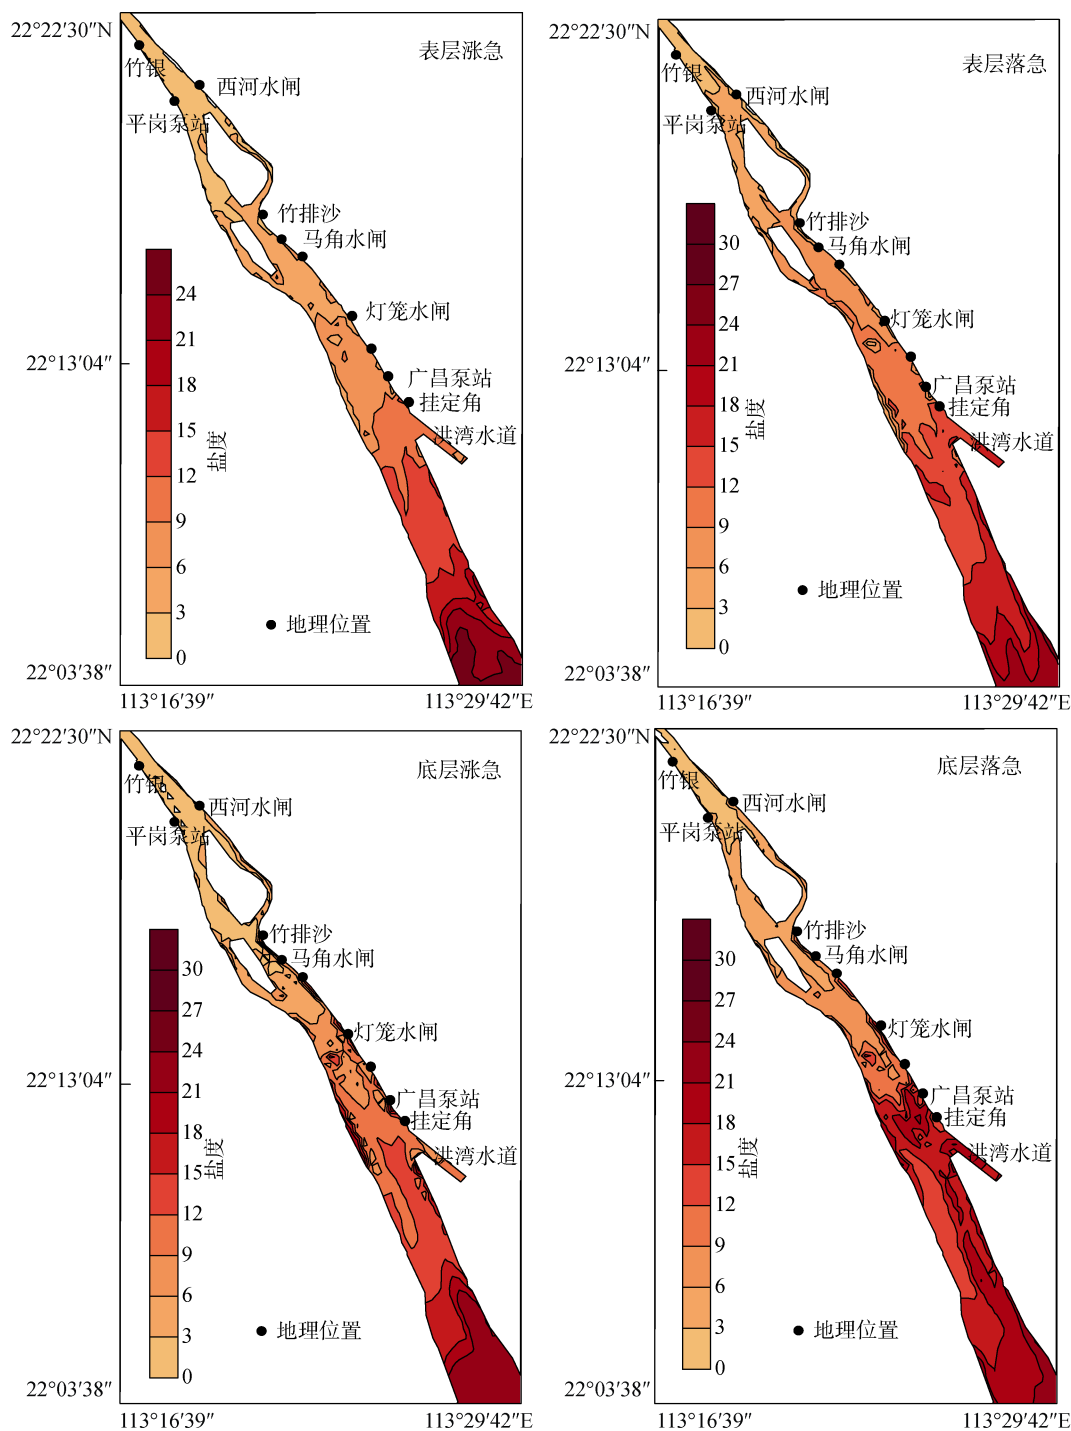 22°22′30″N
表层涨急
竹银
西河水闸
平岗泵站
竹排沙
马角水闸
灯笼水闸
22°13′04″
广昌泵站
挂定角
洪湾水道
24
21
18
15
12
9
6
3
0
盐度
地理位置
22°03′38″
113°16′39″
113°29′42″E
22°22′30″N
表层落急
竹银
西河水闸
平岗泵站
竹排沙
马角水闸
灯笼水闸
22°13′04″
广昌泵站
挂定角
洪湾水道
30
27
24
21
18
15
12
9
6
3
0
盐度
地理位置
22°03′38″
113°16′39″
113°29′42″E
22°22′30″N
底层涨急
竹银
西河水闸
平岗泵站
竹排沙
马角水闸
灯笼水闸
22°13′04″
广昌泵站
挂定角
洪湾水道
30
27
24
21
18
15
12
9
6
3
0
盐度
地理位置
22°03′38″
113°16′39″
113°29′42″E
22°22′30″N
底层落急
竹银
西河水闸
平岗泵站
竹排沙
马角水闸
灯笼水闸
22°13′04″
广昌泵站
挂定角
洪湾水道
30
27
24
21
18
15
12
9
6
3
0
盐度
地理位置
22°03′38″
113°16′39″
113°29′42″E